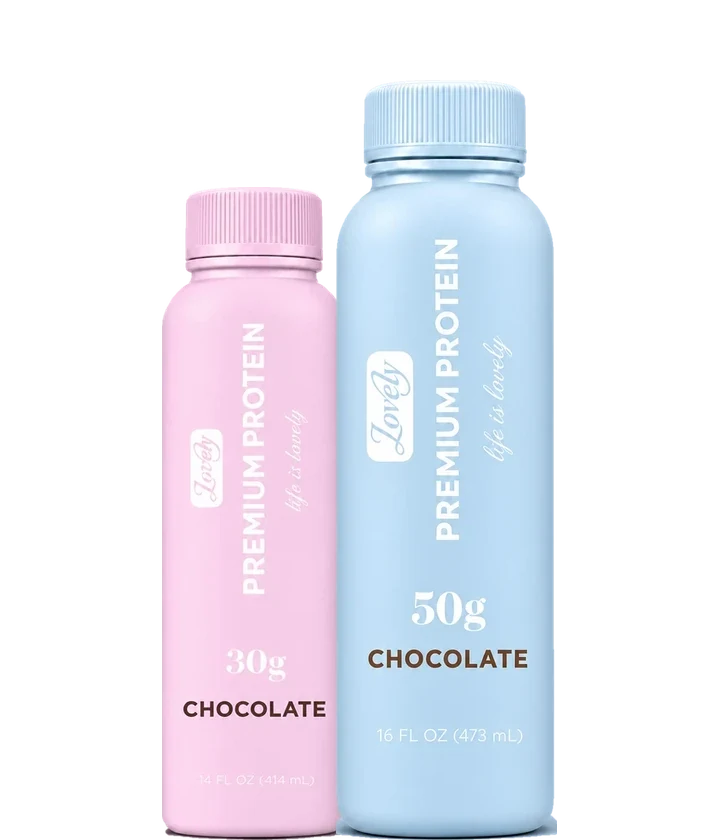 Lovely
PREMIUM PROTEIN
life is lovely
30g
CHOCOLATE
14 FL OZ (414 mL)
Lovely
PREMIUM PROTEIN
life is lovely
50g
CHOCOLATE
16 FL OZ (473 mL)